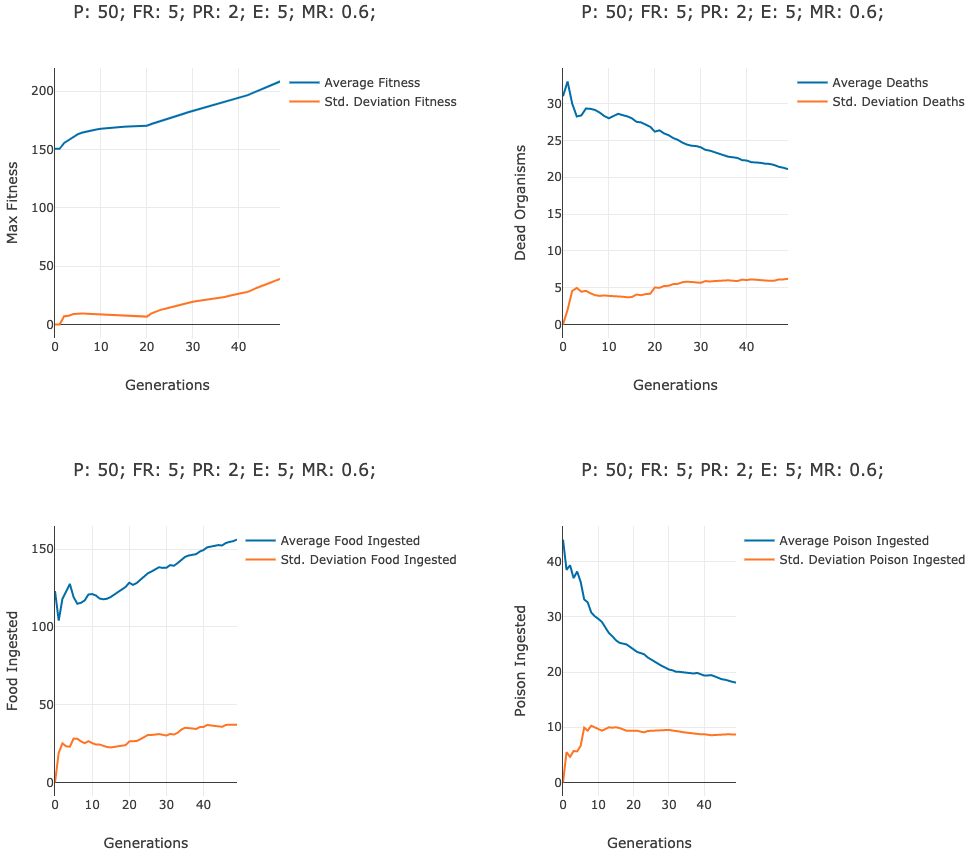 P: 50; FR: 5; PR: 2; E: 5; MR: 0.6;
Average Fitness
Std. Deviation Fitness
Max Fitness
200
150
100
50
0
0 10 20 30 40
Generations
P: 50; FR: 5; PR: 2; E: 5; MR: 0.6;
Average Deaths
Std. Deviation Deaths
Dead Organisms
30
25
20
15
10
5
0
0 10 20 30 40
Generations
P: 50; FR: 5; PR: 2; E: 5; MR: 0.6;
Average Food Ingested
Std. Deviation Food Ingested
Food Ingested
150
100
50
0
0 10 20 30 40
Generations
P: 50; FR: 5; PR: 2; E: 5; MR: 0.6;
Average Poison Ingested
Std. Deviation Poison Ingested
Poison Ingested
40
30
20
10
0
0 10 20 30 40
Generations